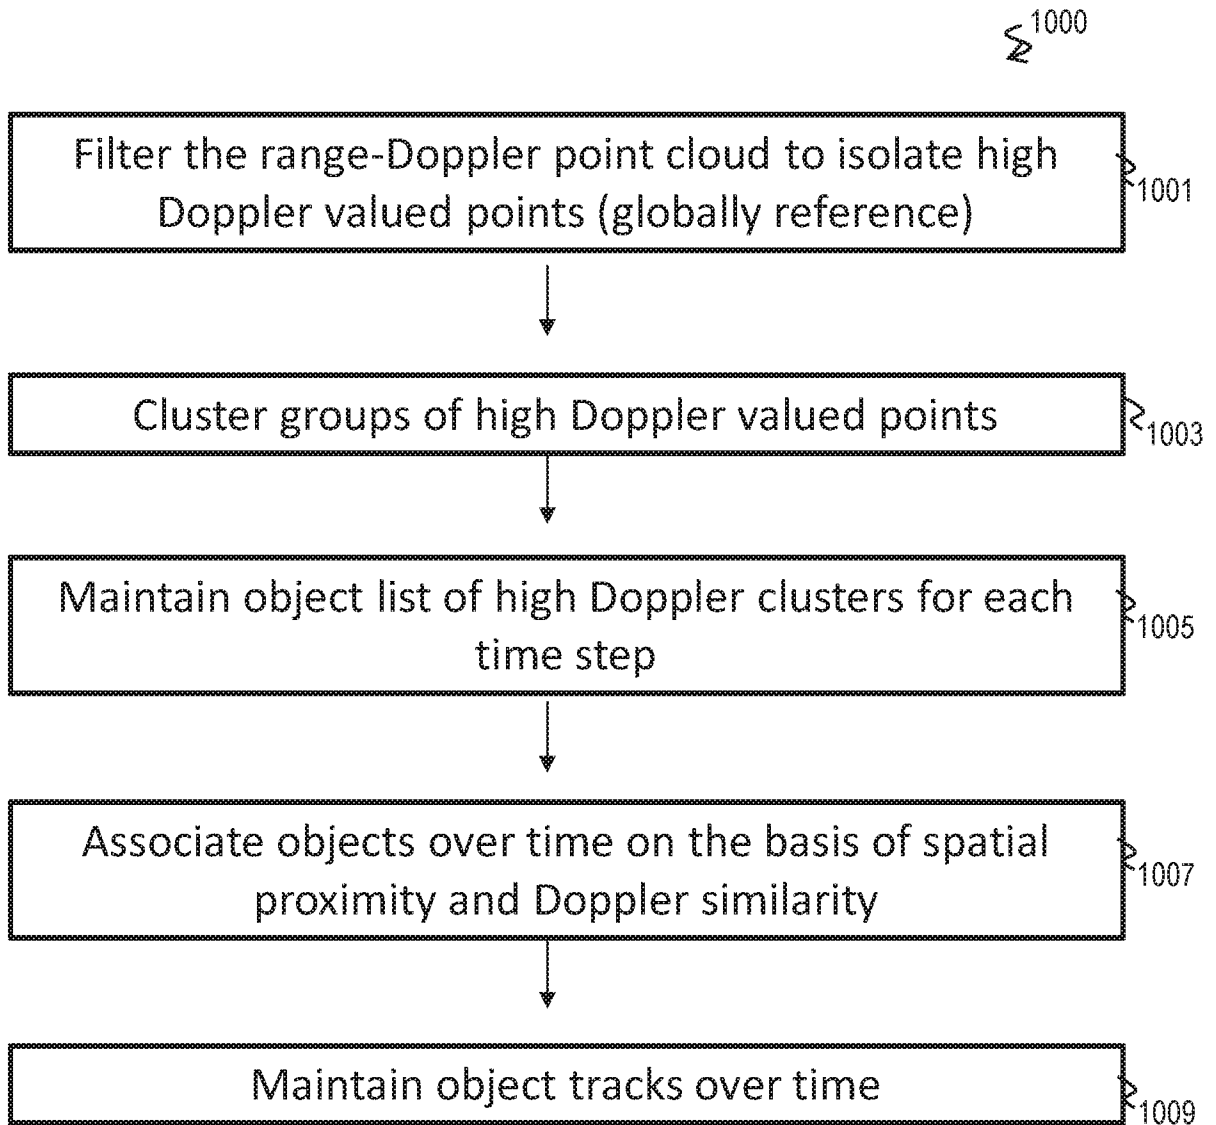 1000
Filter the range-Doppler point cloud to isolate high
Doppler valued points (globally reference)
1001
Cluster groups of high Doppler valued points
1003
Maintain object list of high Doppler clusters for each
time step
1005
Associate objects over time on the basis of spatial
proximity and Doppler similarity
1007
Maintain object tracks over time
1009